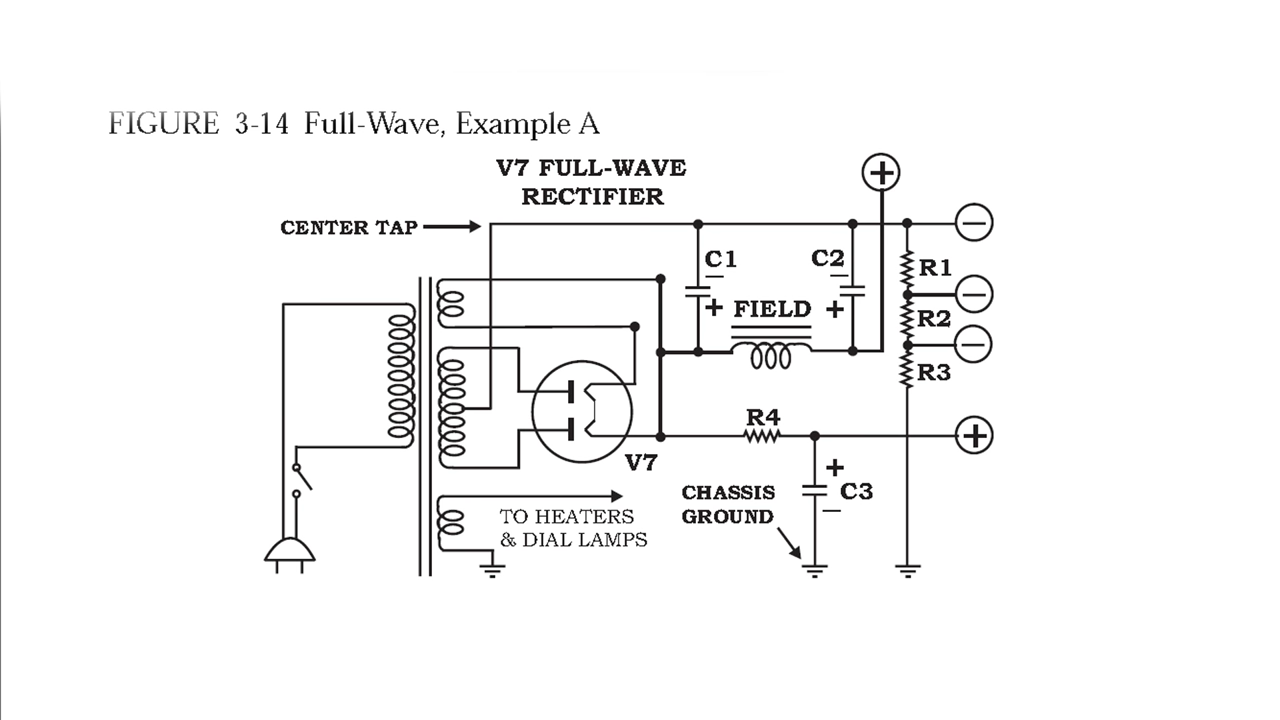 FIGURE 3-14 Full-Wave, Example A
V7 FULL-WAVE
RECTIFIER
CENTER TAP
+
−
C1
−
+
C2
−
+
FIELD
R1
−
R2
−
R3
R4
+
V7
+
C3
−
CHASSIS
GROUND
TO HEATERS
& DIAL LAMPS